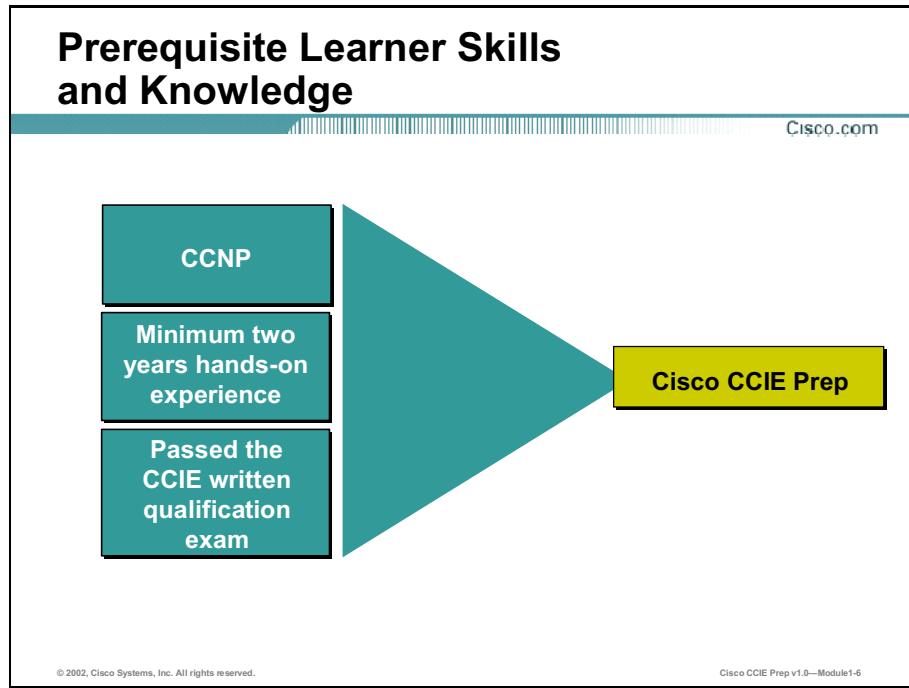 Prerequisite Learner Skills
and Knowledge
Cisco.com
CCNP
Minimum two
years hands-on
experience
Passed the
CCIE written
qualification
exam
Cisco CCIE Prep
© 2002, Cisco Systems, Inc. All rights reserved.
Cisco CCIE Prep v1.0—Module1-6